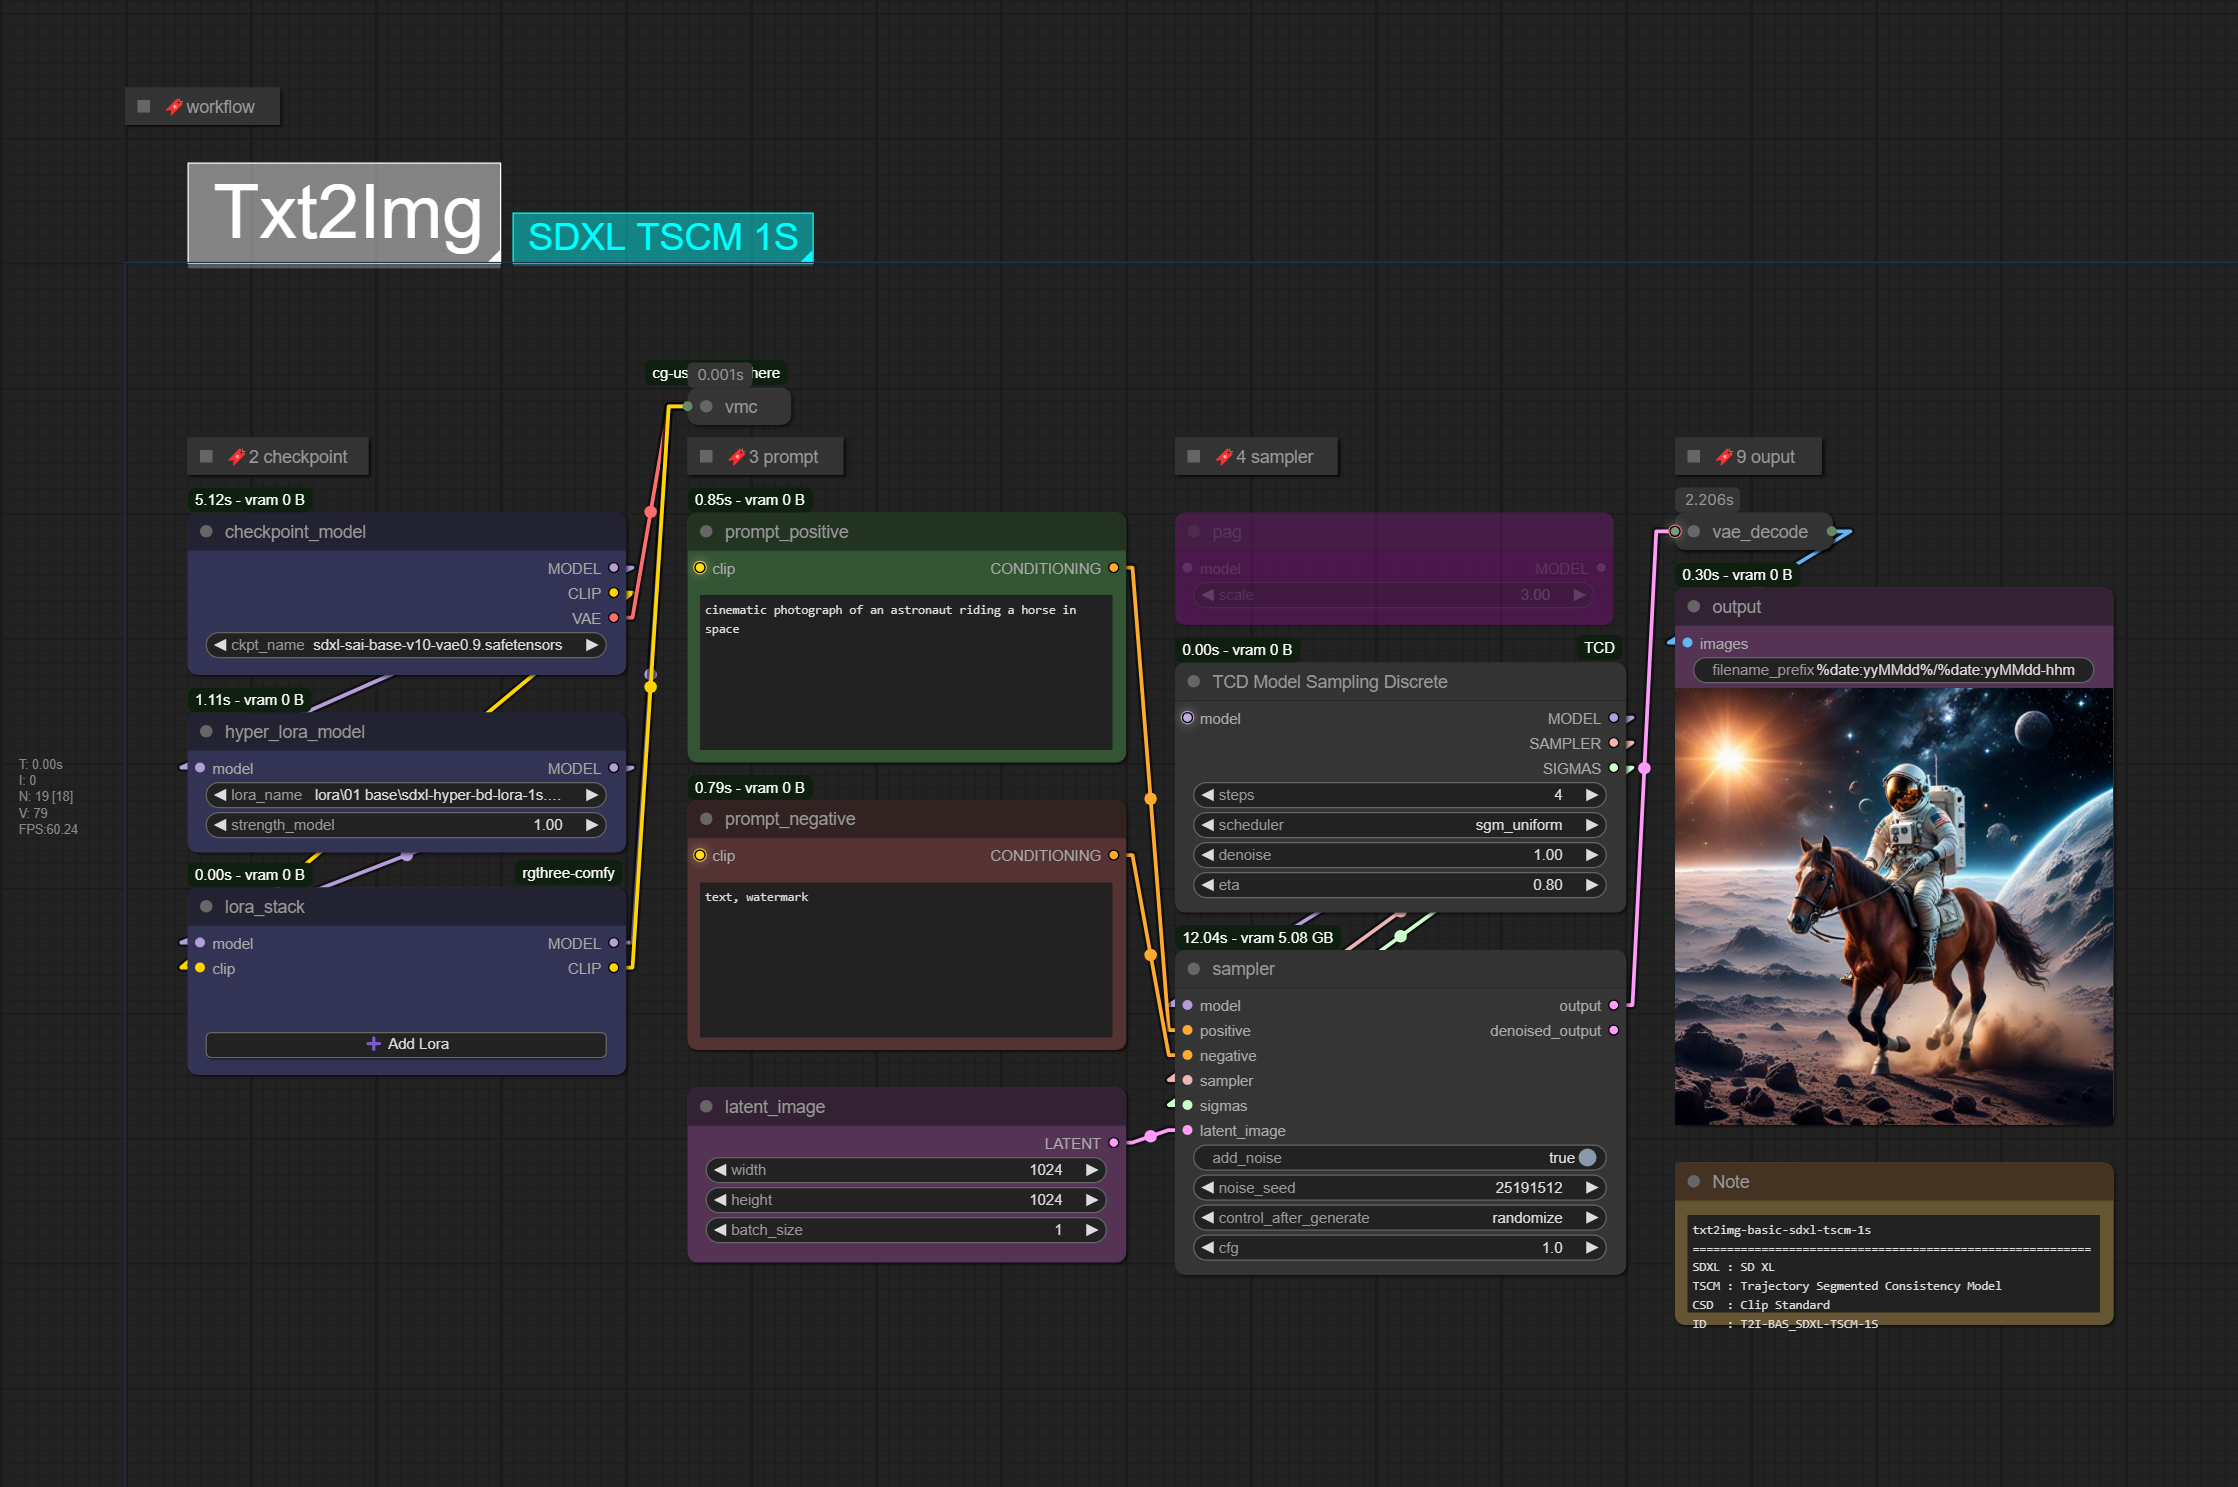 workflow
Txt2Img
SDXL TSCM 1S
0.001s
vmc
2 checkpoint
5.12s - vram 0 B
checkpoint_model
MODEL
CLIP
VAE
ckpt_name sdxl-sai-base-v10-vae0.9.safetensors
1.11s - vram 0 B
hyper_lora_model
model MODEL
lora_name lora\01 base\sdxl-hyper-bd-lora-1s....
strength_model 1.00
0.00s - vram 0 B rgthree-comfy
lora_stack
model MODEL
clip CLIP
Add Lora
T: 0.00s
I: 0
N: 19 [18]
V: 79
FPS:60.24
3 prompt
0.85s - vram 0 B
prompt_positive
clip CONDITIONING
cinematic photograph of an astronaut riding a horse in
space
0.79s - vram 0 B
prompt_negative
clip CONDITIONING
text, watermark
latent_image
LATENT
width 1024
height 1024
batch_size 1
4 sampler
pag
model MODEL
scale 3.00
0.00s - vram 0 B TCD
TCD Model Sampling Discrete
model MODEL
SAMPLER
SIGMAS
steps 4
scheduler sgm_uniform
denoise 1.00
eta 0.80
12.04s - vram 5.08 GB
sampler
model output
positive denoised_output
negative
sampler
sigmas
latent_image
add_noise true
noise_seed 25191512
control_after_generate randomize
cfg 1.0
9 ouput
2.206s
vae_decode
0.30s - vram 0 B
output
images
filename_prefix %date:yyMMdd%/%date:yyMMdd-hhm
Note
txt2img-basic-sdxl-tscm-1s
==========================================================
SDXL : SD XL
TSCM : Trajectory Segmented Consistency Model
CSD : Clip Standard
ID : T2I-BAS_SDXL-TSCM-1S